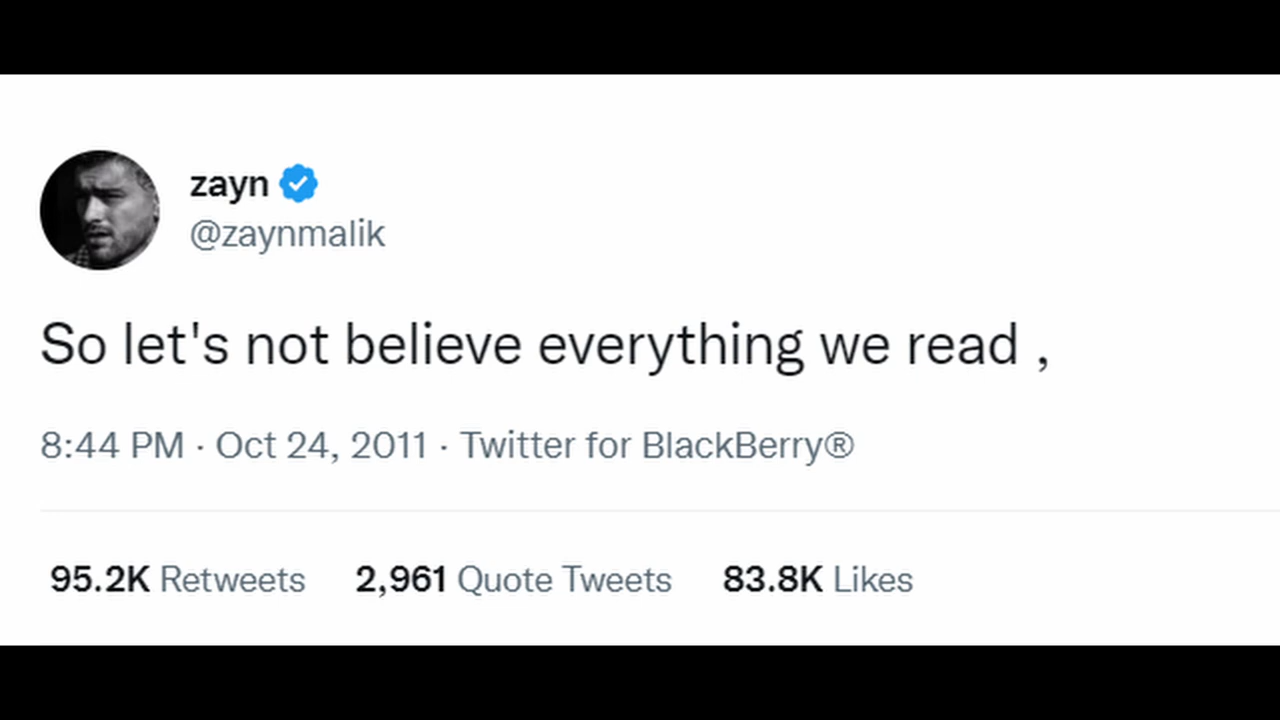 zayn
@zaynmalik
So let's not believe everything we read ,
8:44 PM · Oct 24, 2011 · Twitter for BlackBerry®
95.2K Retweets 2,961 Quote Tweets 83.8K Likes